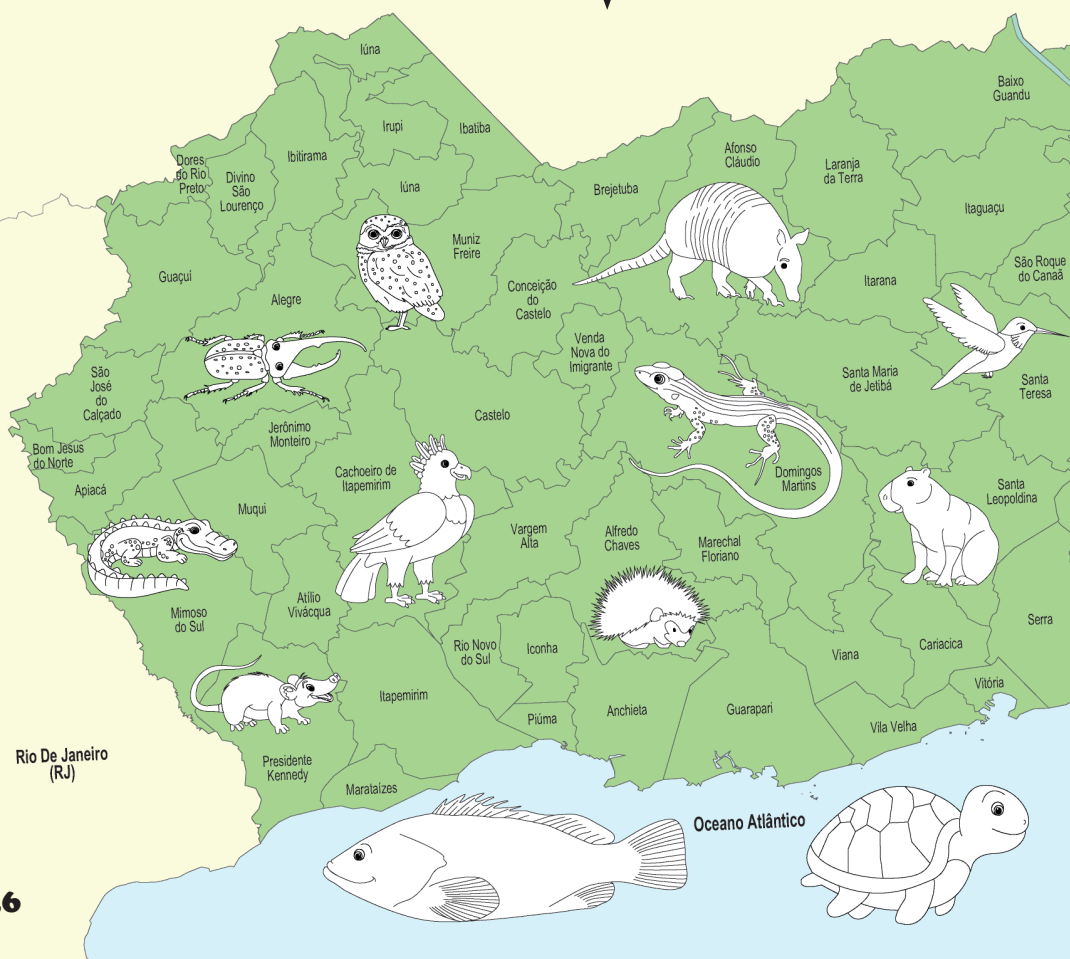 Iúna
Baixo
Guandu
Irupi
Ibatiba
Ibitirama
Afonso
Cláudio
Laranja
da Terra
Dores
do Rio
Preto
Divino
São
Lourenço
Iúna
Brejetuba
Itaguaçu
Muniz
Freire
São Roque
do Canaã
Guaçuí
Alegre
Conceição
do
Castelo
Itarana
Venda
Nova do
Imigrante
Santa Maria
de Jetibá
Santa
Teresa
São
José
do
Calçado
Castelo
Jerônimo
Monteiro
Bom Jesus
do Norte
Cachoeiro de
Itapemirim
Domingos
Martins
Apiacá
Santa
Leopoldina
Muqui
Vargem
Alta
Alfredo
Chaves
Marechal
Floriano
Mimoso
do Sul
Atílio
Vivácqua
Serra
Rio Novo
do Sul
Iconha
Viana
Cariacica
Vitória
Itapemirim
Anchieta
Guarapari
Piúma
Vila Velha
Rio De Janeiro
(RJ)
Presidente
Kennedy
Marataízes
Oceano Atlântico